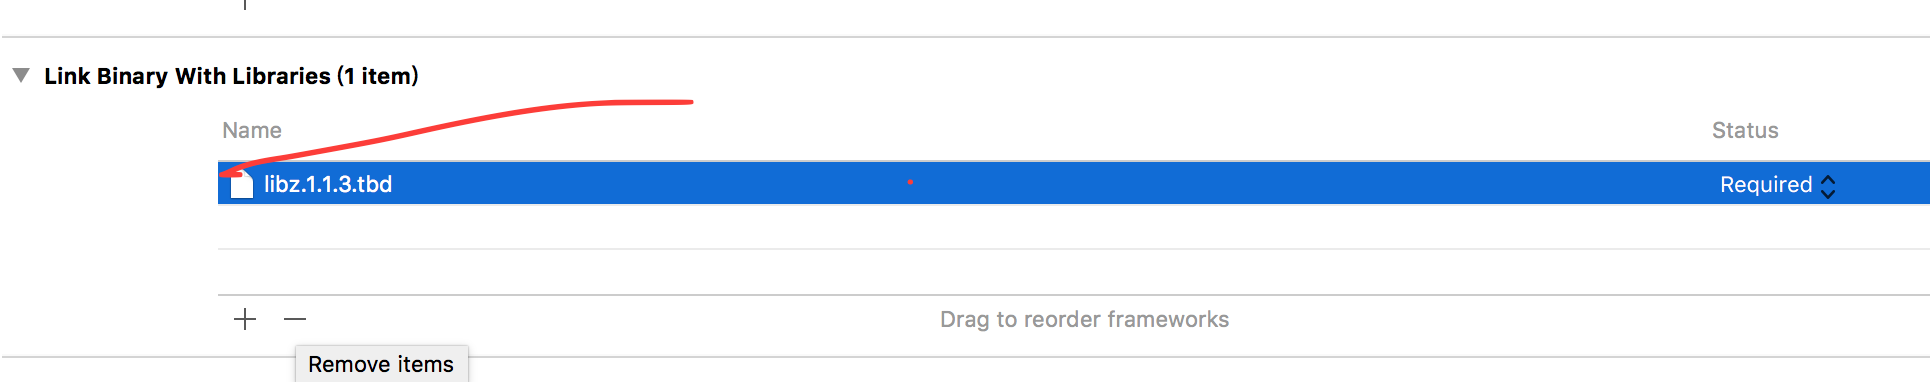 Link Binary With Libraries (1 item)
Name Status
libz.1.1.3.tbd Required
Drag to reorder frameworks
Remove items